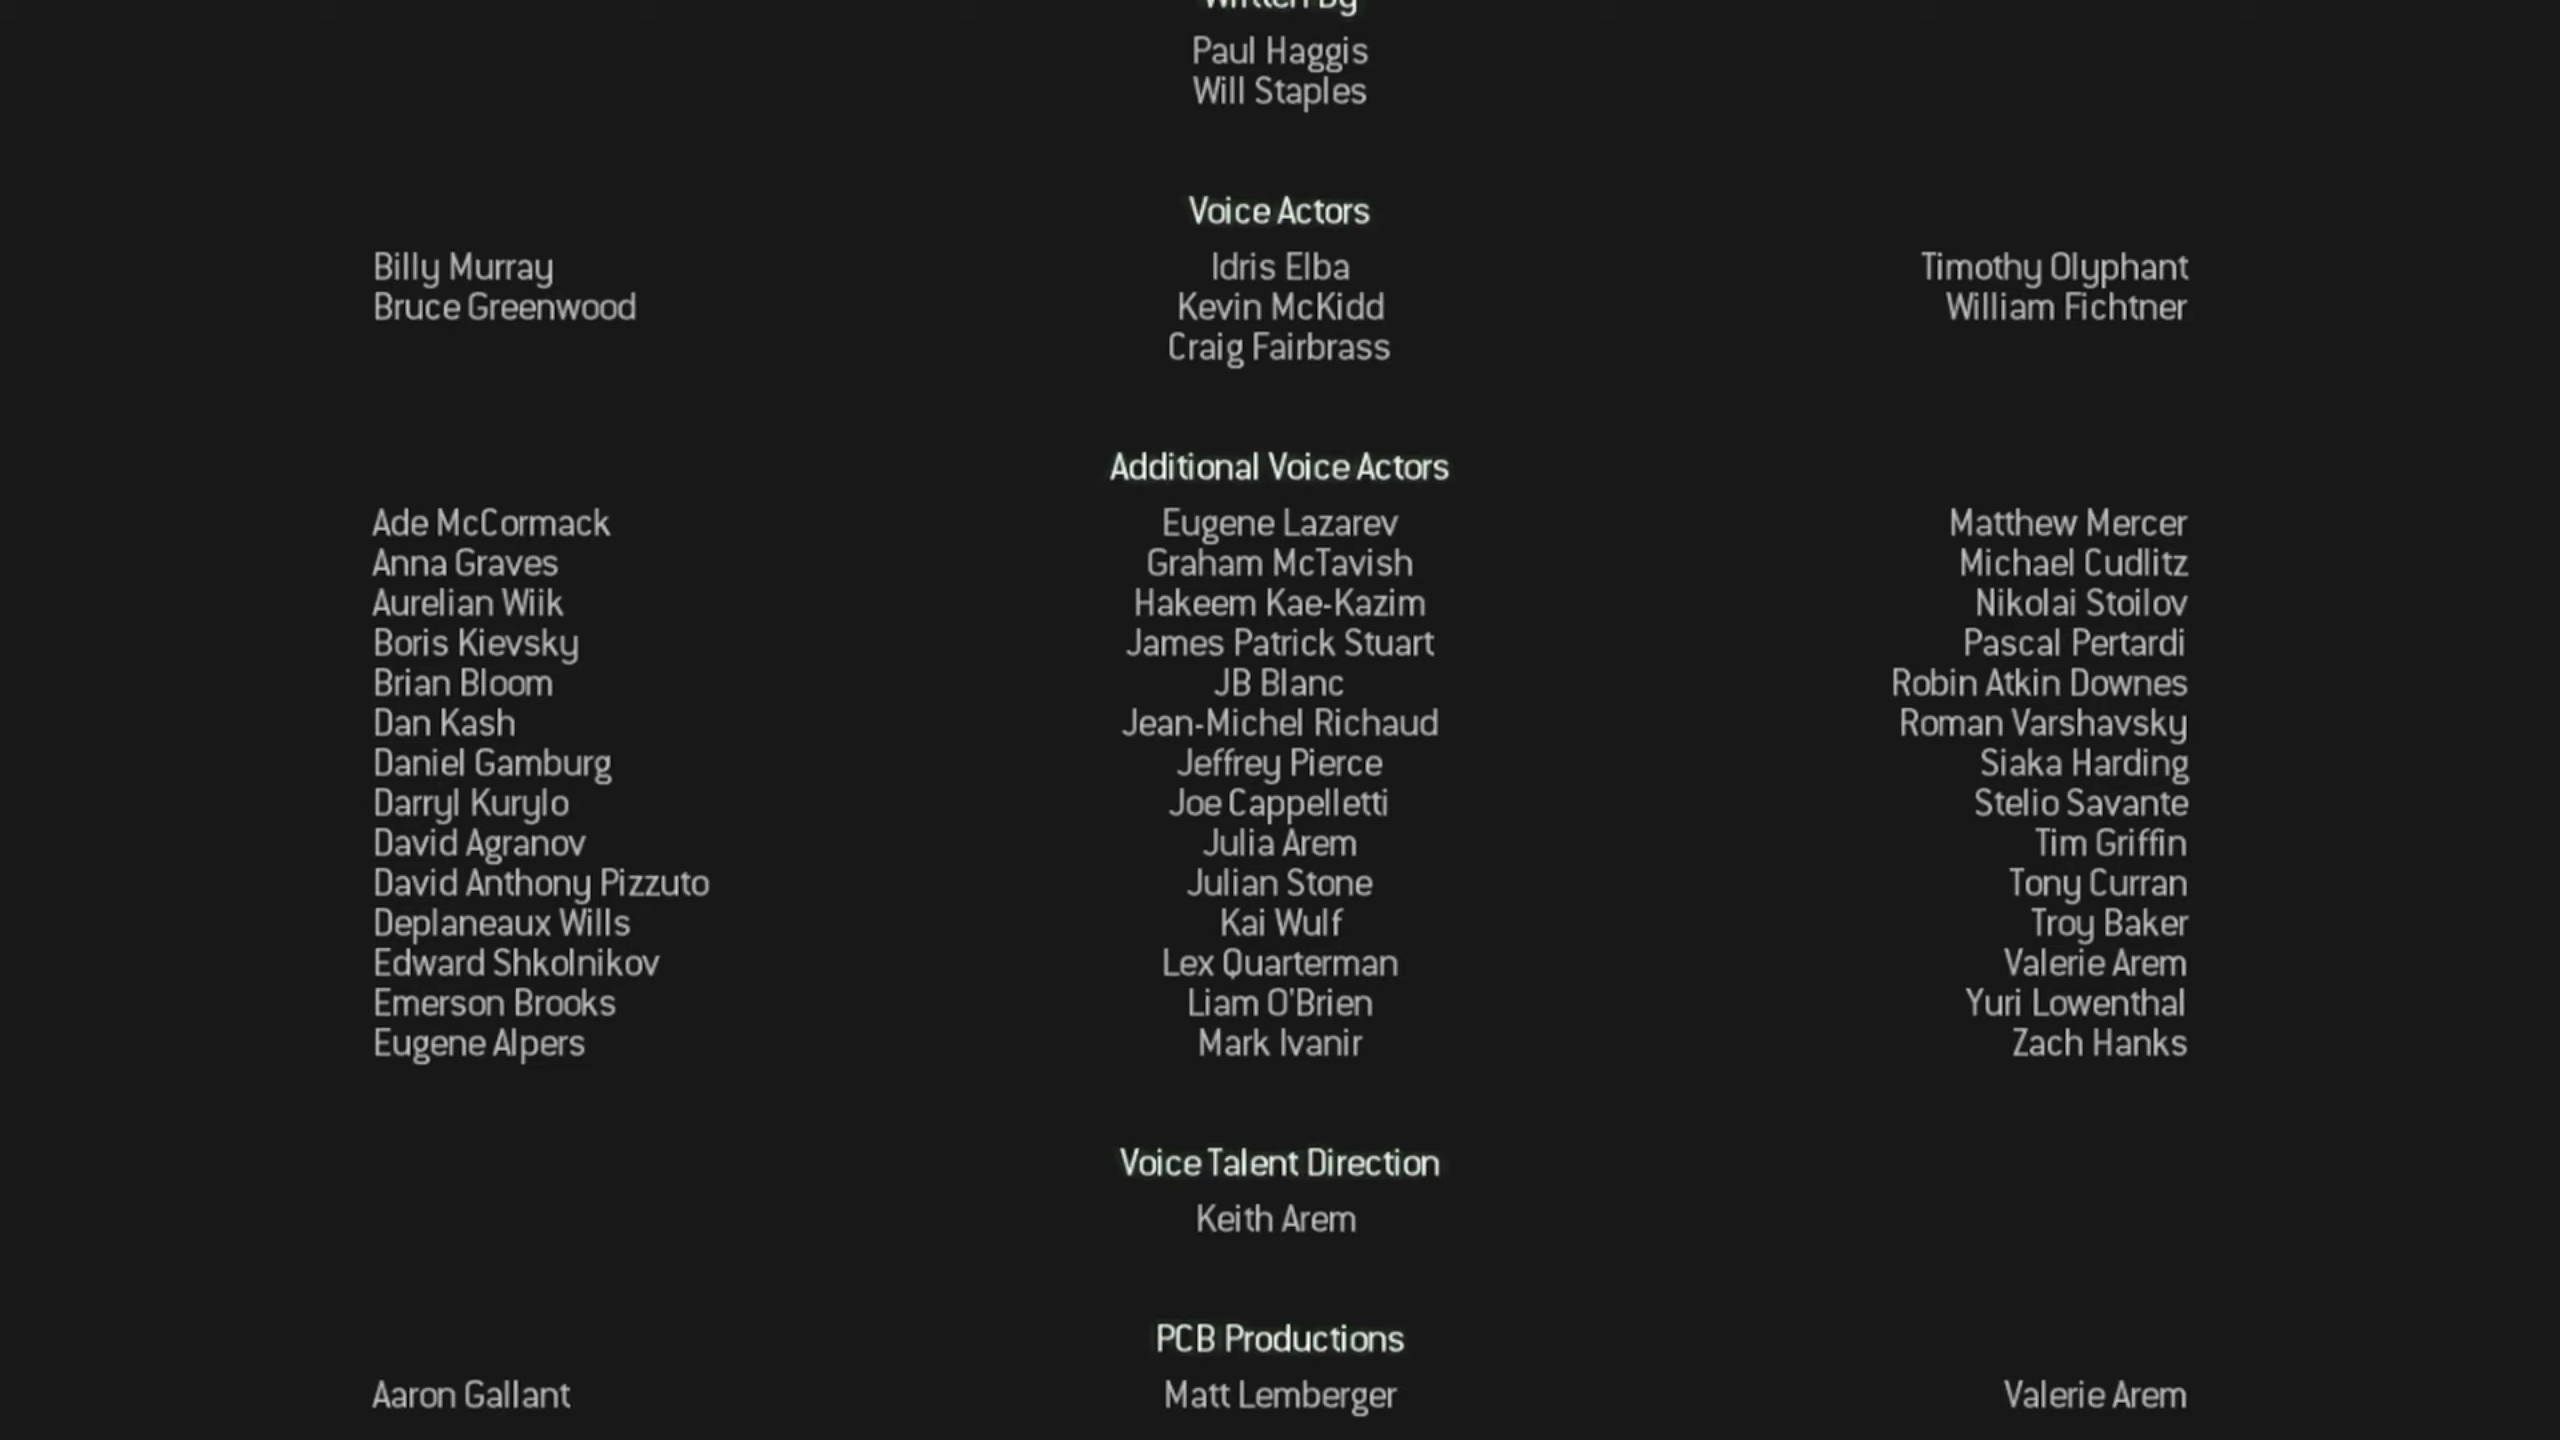 Written By
Paul Haggis
Will Staples
Voice Actors
Billy Murray Idris Elba Timothy Olyphant
Bruce Greenwood Kevin McKidd William Fichtner
Craig Fairbrass
Additional Voice Actors
Ade McCormack Eugene Lazarev Matthew Mercer
Anna Graves Graham McTavish Michael Cudlitz
Aurelian Wiik Hakeem Kae-Kazim Nikolai Stoilov
Boris Kievsky James Patrick Stuart Pascal Pertardi
Brian Bloom JB Blanc Robin Atkin Downes
Dan Kash Jean-Michel Richaud Roman Varshavsky
Daniel Gamburg Jeffrey Pierce Siaka Harding
Darryl Kurylo Joe Cappelletti Stelio Savante
David Agranov Julia Arem Tim Griffin
David Anthony Pizzuto Julian Stone Tony Curran
Deplaneaux Wills Kai Wulf Troy Baker
Edward Shkolnikov Lex Quarterman Valerie Arem
Emerson Brooks Liam O'Brien Yuri Lowenthal
Eugene Alpers Mark Ivanir Zach Hanks
Voice Talent Direction
Keith Arem
PCB Productions
Aaron Gallant Matt Lemberger Valerie Arem